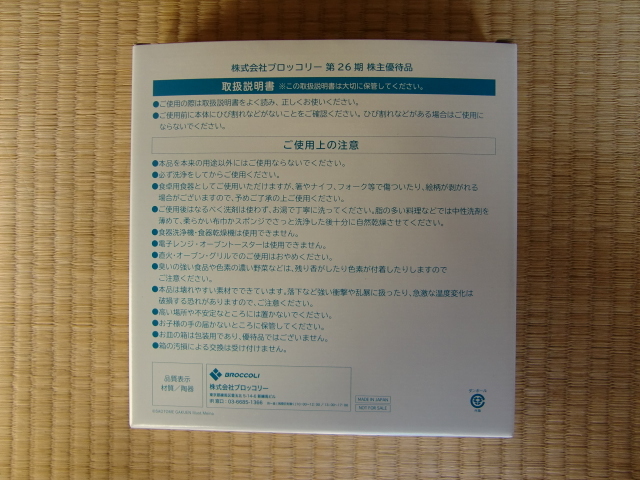 株式会社ブロッコリー 第26期 株主優待品
取扱説明書 ※この取扱説明書は大切に保管してください。
●ご使用の際は取扱説明書をよく読み、正しくお使いください。
●ご使用前に本体にひび割れなどがないことをご確認ください。ひび割れなどがある場合はご使用に
ならないでください。
ご使用上の注意
●本品を本来の用途以外にはご使用ならないでください。
●必ず洗浄をしてからご使用ください。
●食卓用食器としてご使用いただけますが、箸やナイフ、フォーク等で傷ついたり、絵柄が剥がれる
場合がございますので、予めご了承の上ご使用ください。
●ご使用後はなるべく洗剤は使わず、お湯で丁寧に洗ってください。脂の多い料理などでは中性洗剤を
薄めて、柔らかい布巾かスポンジでさっと洗浄した後十分に自然乾燥させてください。
●食器洗浄機・食器乾燥機は使用できません。
●電子レンジ・オーブントースターは使用できません。
●直火・オーブン・グリルでのご使用はおやめください。
●臭いの強い食品や色素の濃い野菜などは、残り香がしたり色素が付着したりしますので
ご注意ください。
●本品は壊れやすい素材でできています。落下など強い衝撃や乱暴に扱ったり、急激な温度変化は
破損する恐れがありますので、ご注意ください。
●高い場所や不安定なところには置かないでください。
●お子様の手の届かないところに保管してください。
●お皿の箱は包装用であり、優待品ではございません。
●箱の汚損による交換は受け付けません。
品質表示
材質／陶器
BROCCOLI
株式会社ブロッコリー
MADE IN JAPAN
NOT FOR SALE